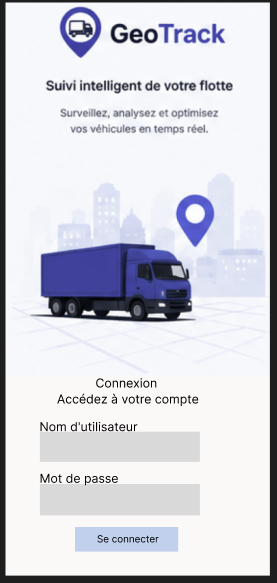 GeoTrack
Suivi intelligent de votre flotte
Surveillez, analysez et optimisez
vos véhicules en temps réel.
Connexion
Accédez à votre compte
Nom d'utilisateur
Mot de passe
Se connecter